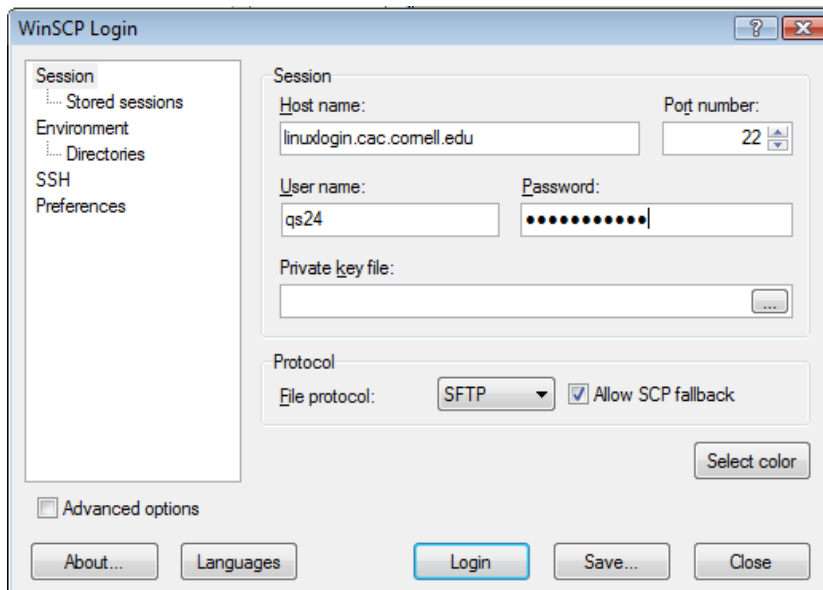 WinSCP Login
Session
Stored sessions
Environment
Directories
SSH
Preferences
Session
Host name:
Port number:
linuxlogin.cac.cornell.edu
22
User name:
Password:
qs24
●●●●●●●●●●●
Private key file:
...
Protocol
File protocol:
SFTP
Allow SCP fallback
Select color
Advanced options
About...
Languages
Login
Save...
Close